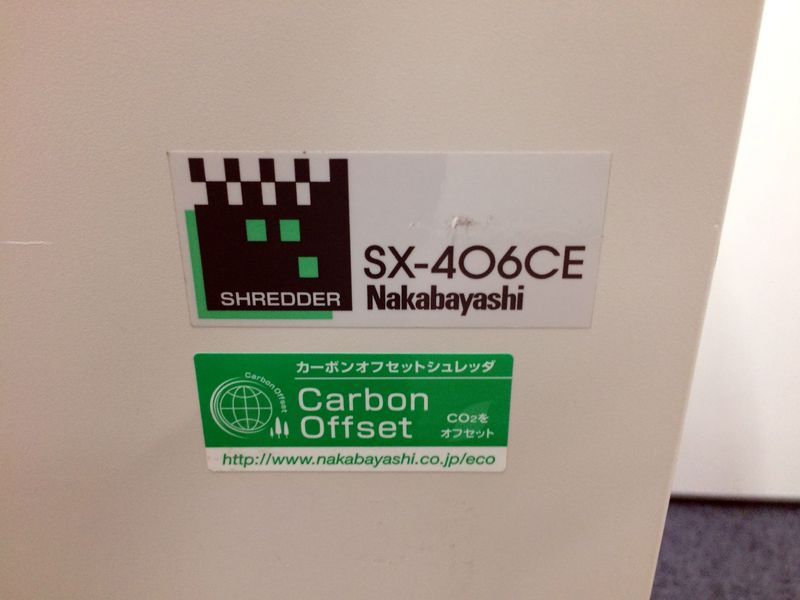 SHREDDER
SX-406CE
Nakabayashi
カーボンオフセットシュレッダ
Carbon Offset
Carbon
Offset
CO2を
オフセット
http://www.nakabayashi.co.jp/eco